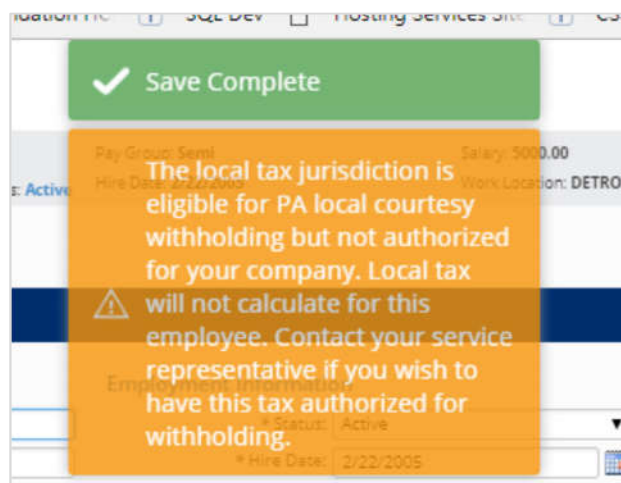 SQL Dev
Hosting Services Site
Save Complete
Pay Group: Semi
Salary: 5000.00
Active
Hire Date: 2/22/2005
Work Location: DETRO
The local tax jurisdiction is
eligible for PA local courtesy
withholding but not authorized
for your company. Local tax
will not calculate for this
employee. Contact your service
representative if you wish to
have this tax authorized for
withholding.
Employment Information
* Status: Active
* Hire Date: 2/22/2005